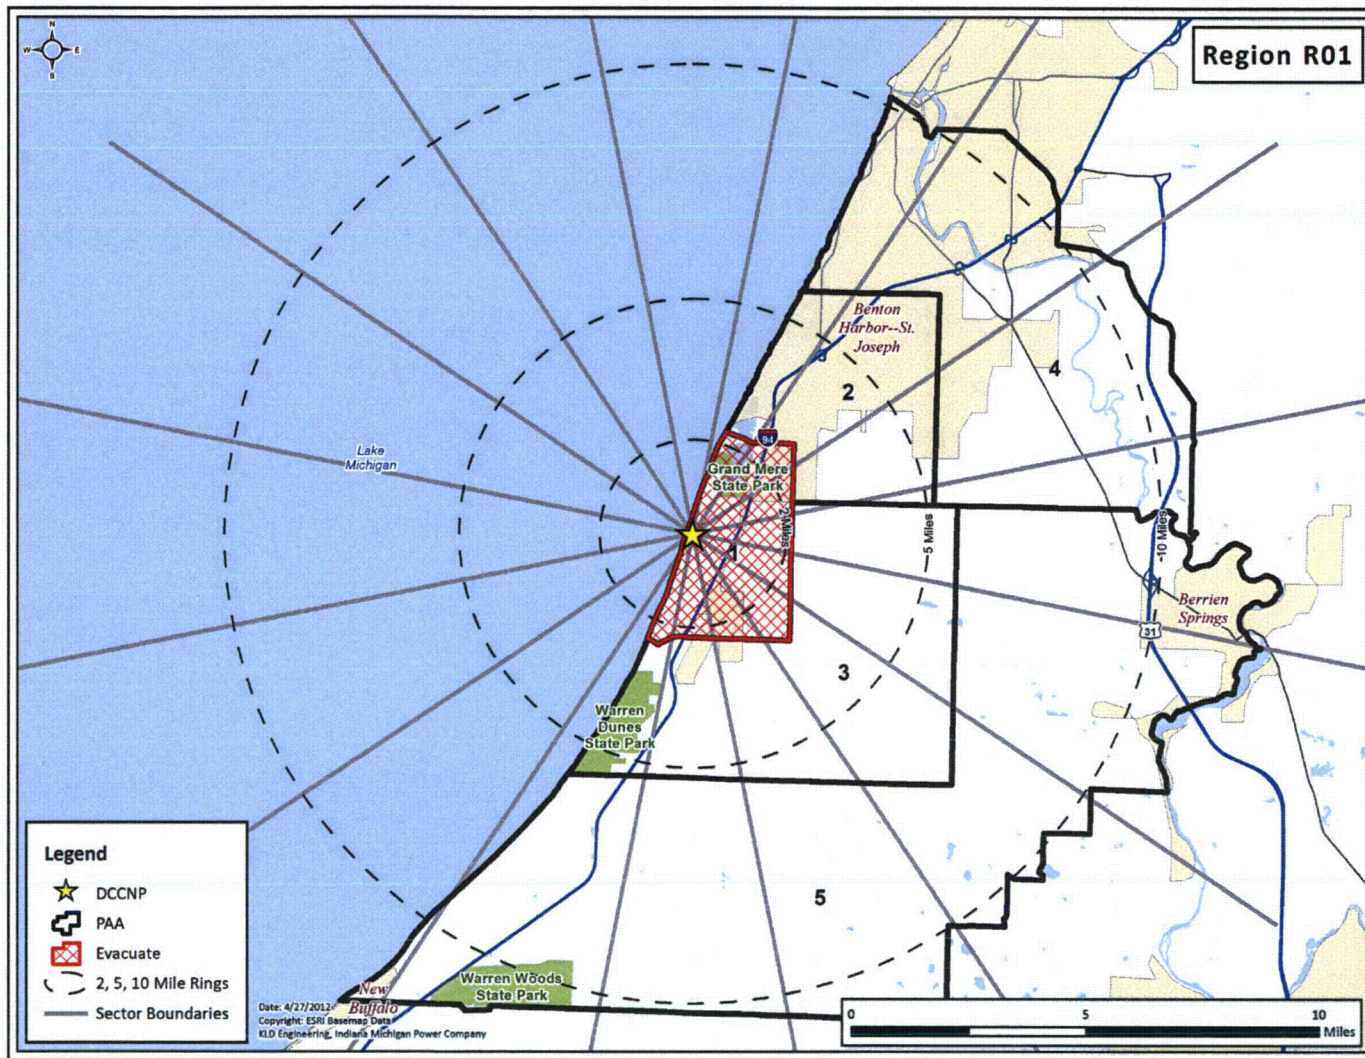 N
W
E
S
Region R01
Benton
Harbor--St.
Joseph
4
2
Lake
Michigan
94
Grand Mere
State Park
2 Miles
5 Miles
10 Miles
1
Berrien
Springs
31
3
Warren
Dunes
State Park
5
Warren Woods
State Park
New
Buffalo
Legend
DCCNP
PAA
Evacuate
2, 5, 10 Mile Rings
Sector Boundaries
Date: 4/27/2012
Copyright: ESRI Basemap Data
KLD Engineering, Indiana Michigan Power Company
0
5
10
Miles